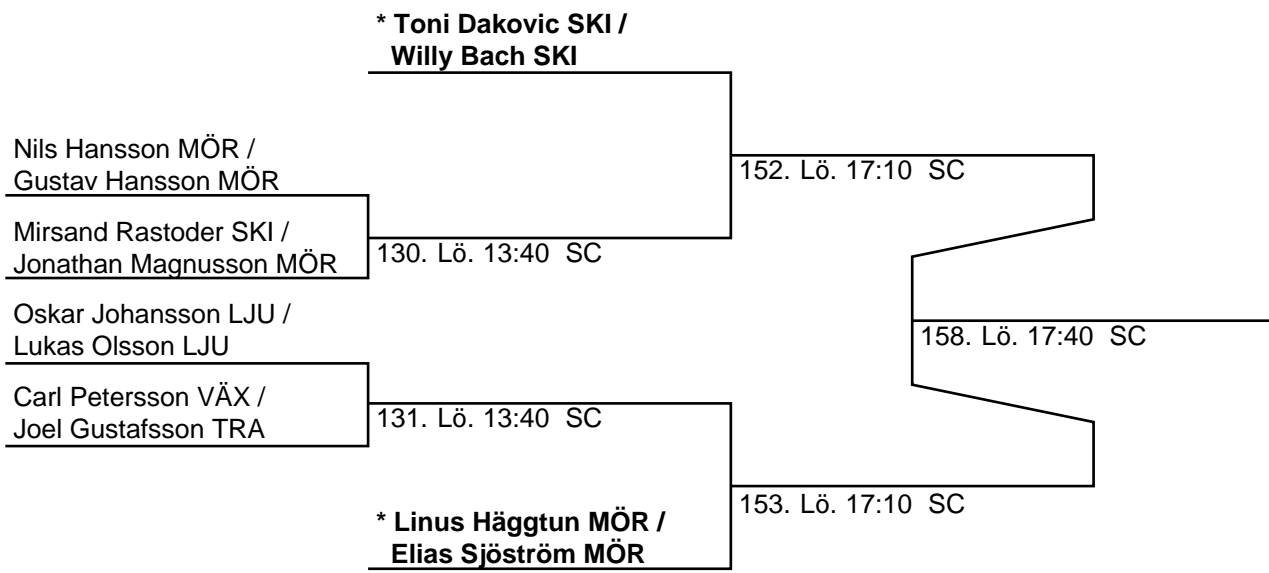 * Toni Dakovic SKI /
Willy Bach SKI
Nils Hansson MÖR /
Gustav Hansson MÖR
152. Lö. 17:10 SC
Mirsand Rastoder SKI /
Jonathan Magnusson MÖR
130. Lö. 13:40 SC
Oskar Johansson LJU /
Lukas Olsson LJU
158. Lö. 17:40 SC
Carl Petersson VÄX /
Joel Gustafsson TRA
131. Lö. 13:40 SC
153. Lö. 17:10 SC
* Linus Häggtun MÖR /
Elias Sjöström MÖR